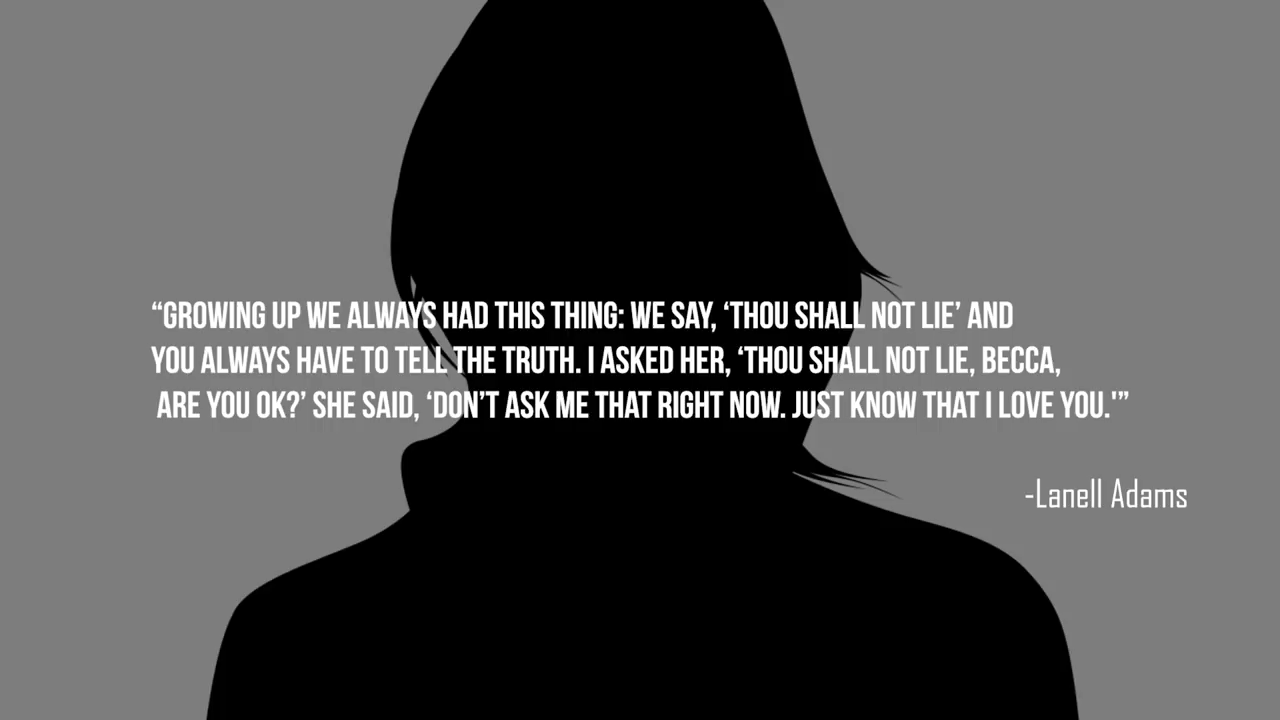 “GROWING UP WE ALWAYS HAD THIS THING: WE SAY, ‘THOU SHALL NOT LIE’ AND
YOU ALWAYS HAVE TO TELL THE TRUTH. I ASKED HER, ‘THOU SHALL NOT LIE, BECCA,
ARE YOU OK?’ SHE SAID, ‘DON’T ASK ME THAT RIGHT NOW. JUST KNOW THAT I LOVE YOU.'”
-Lanell Adams